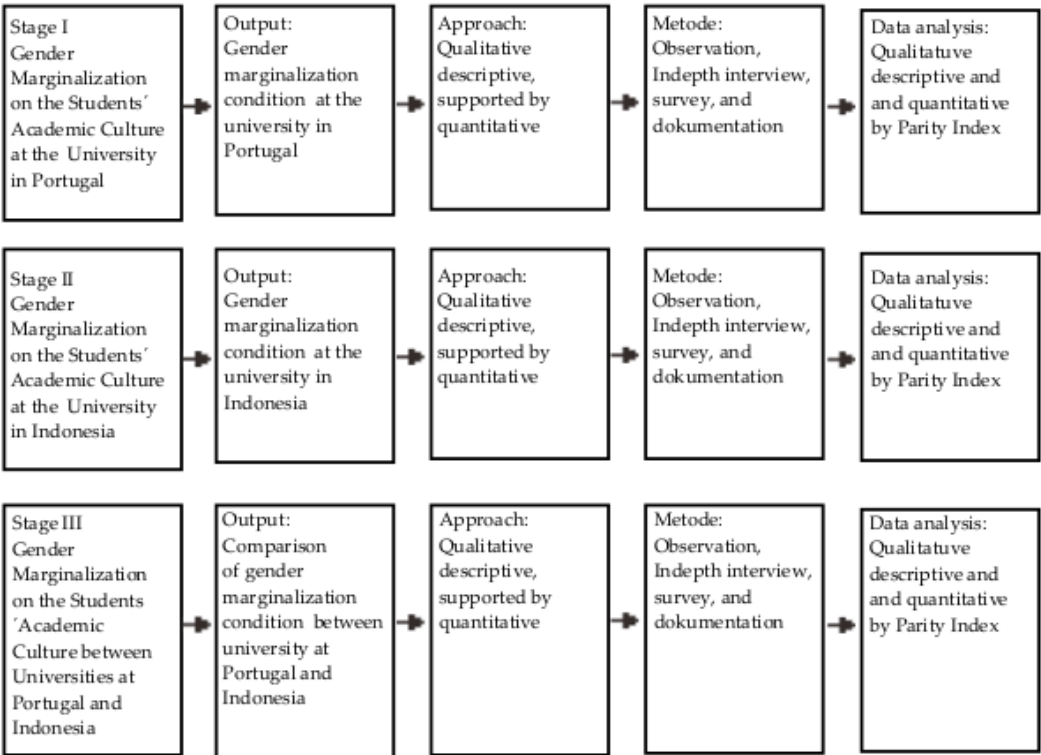 Stage I
Gender
Marginalization
on the Students´
Academic Culture
at the University
in Portugal
Output:
Gender
marginalization
condition at the
university in
Portugal
Approach:
Qualitative
descriptive,
supported by
quantitative
Metode:
Observation,
Indepth interview,
survey, and
dokumentation
Data analysis:
Qualitatuve
descriptive and
and quantitative
by Parity Index
Stage II
Gender
Marginalization
on the Students´
Academic Culture
at the University
in Indonesia
Output:
Gender
marginalization
condition at the
university in
Indonesia
Approach:
Qualitative
descriptive,
supported by
quantitative
Metode:
Observation,
Indepth interview,
survey, and
dokumentation
Data analysis:
Qualitatuve
descriptive and
and quantitative
by Parity Index
Stage III
Gender
Marginalization
on the Students
´Academic
Culture between
Universities at
Portugal and
Indonesia
Output:
Comparison
of gender
marginalization
condition between
university at
Portugal and
Indonesia
Approach:
Qualitative
descriptive,
supported by
quantitative
Metode:
Observation,
Indepth interview,
survey, and
dokumentation
Data analysis:
Qualitatuve
descriptive and
and quantitative
by Parity Index